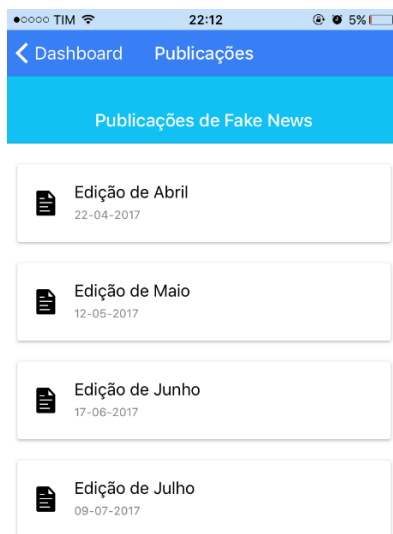 TIM 22:12 5%
Dashboard Publicações
Publicações de Fake News
Edição de Abril
22-04-2017
Edição de Maio
12-05-2017
Edição de Junho
17-06-2017
Edição de Julho
09-07-2017